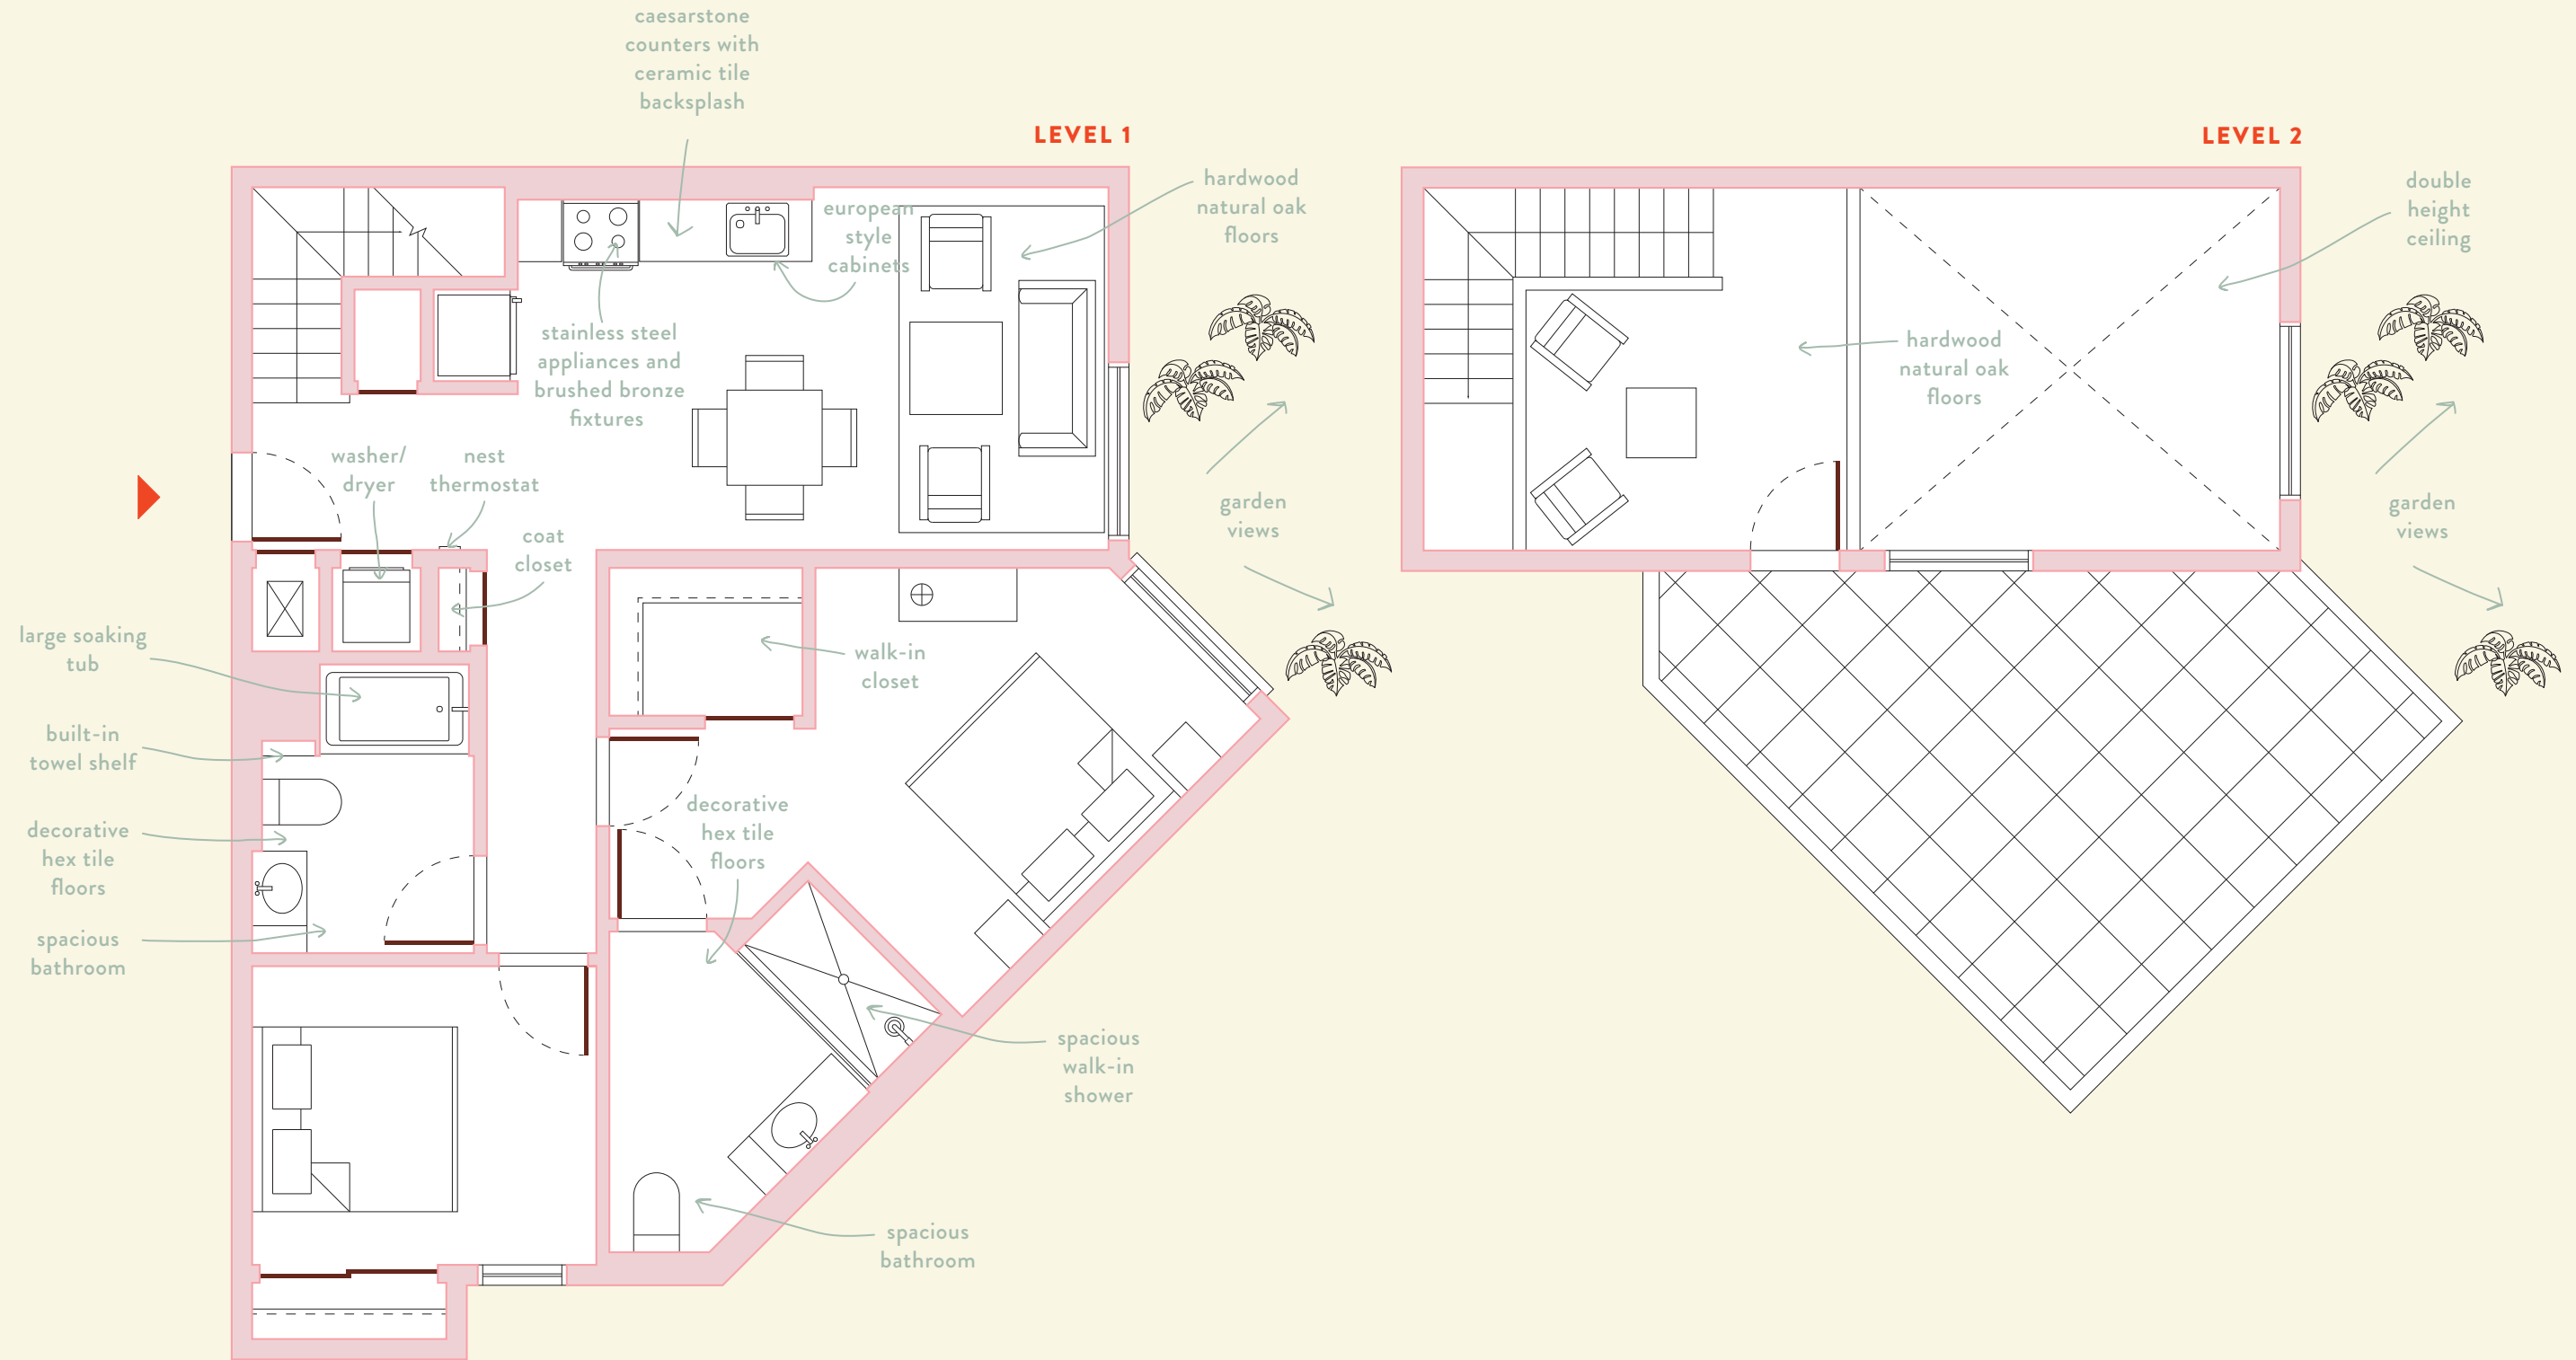 caesarstone
counters with
ceramic tile
backsplash
LEVEL 1
LEVEL 2
hardwood
natural oak
floors
double
height
ceiling
european
style
cabinets
stainless steel
appliances and
brushed bronze
fixtures
hardwood
natural oak
floors
washer/
dryer
nest
thermostat
coat
closet
garden
views
garden
views
large soaking
tub
walk-in
closet
built-in
towel shelf
decorative
hex tile
floors
decorative
hex tile
floors
spacious
bathroom
spacious
walk-in
shower
spacious
bathroom